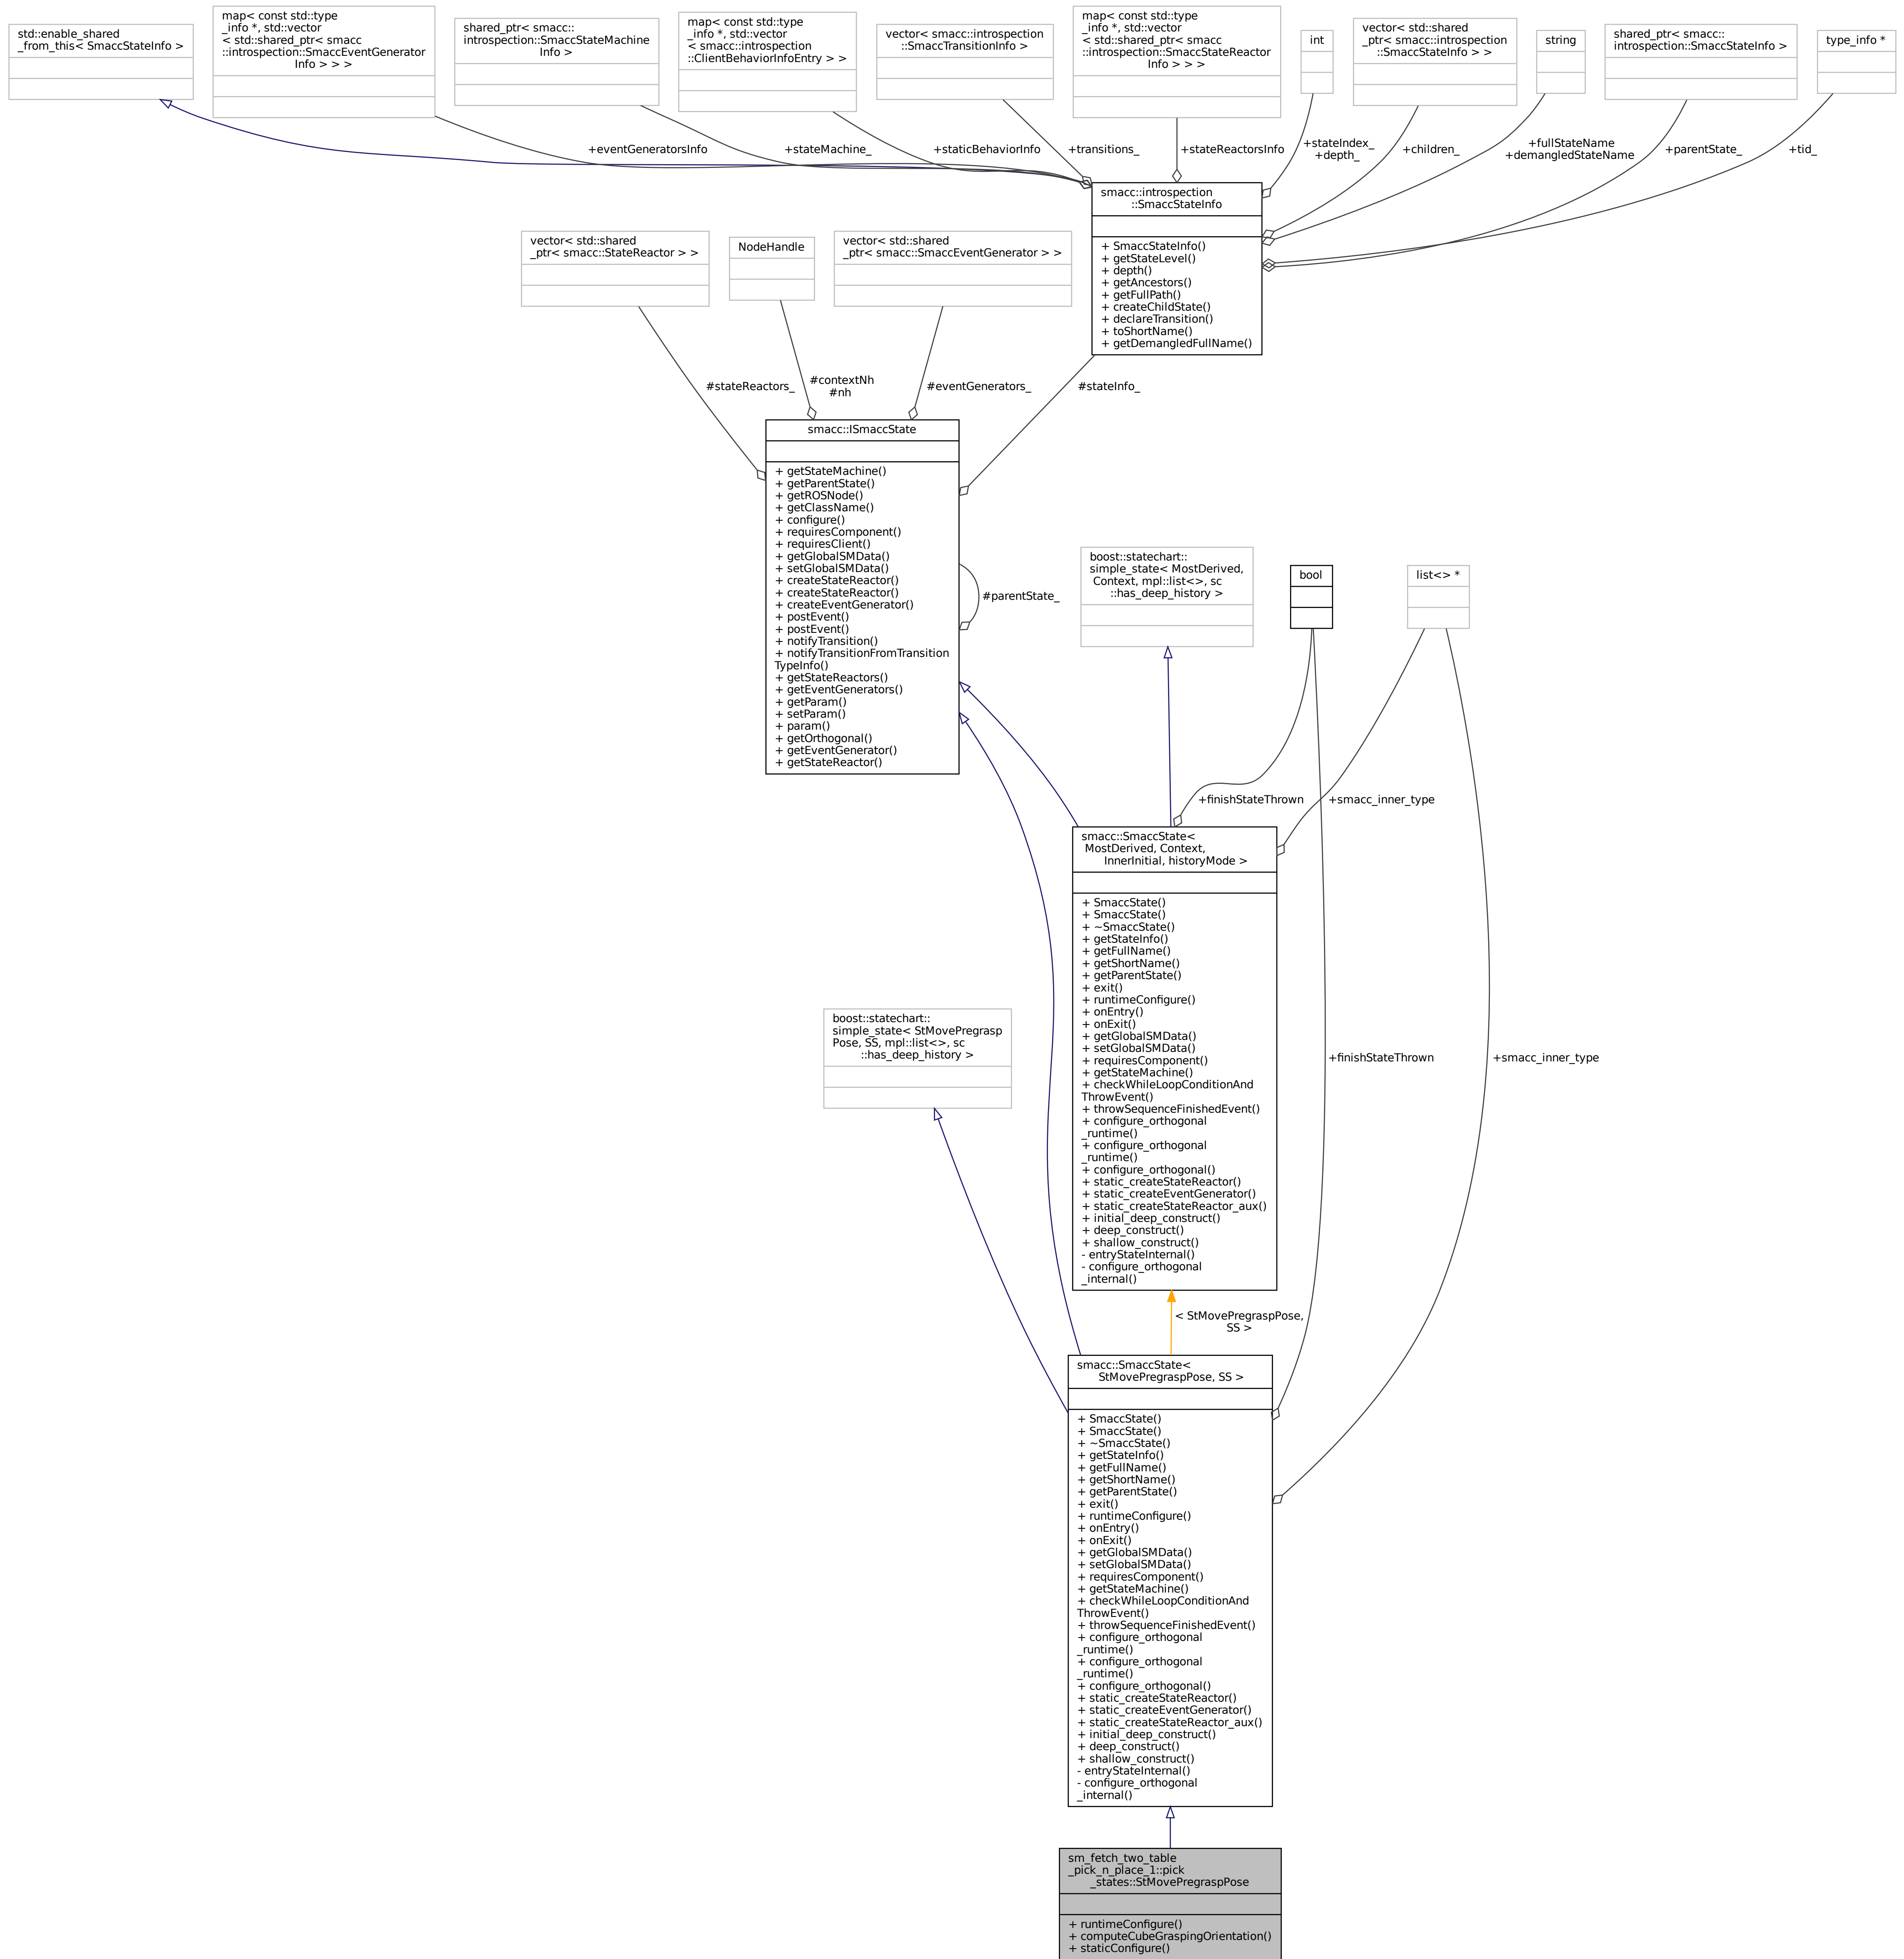 std::enable_shared
_from_this< SmaccStateInfo >
map< const std::type
_info *, std::vector
< std::shared_ptr< smacc
::introspection::SmaccEventGenerator
Info > > >
shared_ptr< smacc::
introspection::SmaccStateMachine
Info >
map< const std::type
_info *, std::vector
< smacc::introspection
::ClientBehaviorInfoEntry > >
vector< smacc::introspection
::SmaccTransitionInfo >
map< const std::type
_info *, std::vector
< std::shared_ptr< smacc
::introspection::SmaccStateReactor
Info > > >
int
vector< std::shared
_ptr< smacc::introspection
::SmaccStateInfo > >
string
shared_ptr< smacc::
introspection::SmaccStateInfo >
type_info *
+eventGeneratorsInfo
+stateMachine_
+staticBehaviorInfo
+transitions_
+stateReactorsInfo
+stateIndex_
+depth_
+children_
+fullStateName
+demangledStateName
+parentState_
+tid_
smacc::introspection
::SmaccStateInfo
+ SmaccStateInfo()
+ getStateLevel()
+ depth()
+ getAncestors()
+ getFullPath()
+ createChildState()
+ declareTransition()
+ toShortName()
+ getDemangledFullName()
vector< std::shared
_ptr< smacc::StateReactor > >
NodeHandle
vector< std::shared
_ptr< smacc::SmaccEventGenerator > >
#stateReactors_
#contextNh
#nh
#eventGenerators_
#stateInfo_
smacc::ISmaccState
+ getStateMachine()
+ getParentState()
+ getROSNode()
+ getClassName()
+ configure()
+ requiresComponent()
+ requiresClient()
+ getGlobalSMData()
+ setGlobalSMData()
+ createStateReactor()
+ createStateReactor()
+ createEventGenerator()
+ postEvent()
+ postEvent()
+ notifyTransition()
+ notifyTransitionFromTransition
TypeInfo()
+ getStateReactors()
+ getEventGenerators()
+ getParam()
+ setParam()
+ param()
+ getOrthogonal()
+ getEventGenerator()
+ getStateReactor()
#parentState_
boost::statechart::
simple_state< MostDerived,
Context, mpl::list<>, sc
::has_deep_history >
bool
list<> *
+finishStateThrown
+smacc_inner_type
smacc::SmaccState<
MostDerived, Context,
InnerInitial, historyMode >
+ SmaccState()
+ SmaccState()
+ ~SmaccState()
+ getStateInfo()
+ getFullName()
+ getShortName()
+ getParentState()
+ exit()
+ runtimeConfigure()
+ onEntry()
+ onExit()
+ getGlobalSMData()
+ setGlobalSMData()
+ requiresComponent()
+ getStateMachine()
+ checkWhileLoopConditionAnd
ThrowEvent()
+ throwSequenceFinishedEvent()
+ configure_orthogonal
_runtime()
+ configure_orthogonal
_runtime()
+ configure_orthogonal()
+ static_createStateReactor()
+ static_createEventGenerator()
+ static_createStateReactor_aux()
+ initial_deep_construct()
+ deep_construct()
+ shallow_construct()
- entryStateInternal()
- configure_orthogonal
_internal()
boost::statechart::
simple_state< StMovePregrasp
Pose, SS, mpl::list<>, sc
::has_deep_history >
+finishStateThrown
+smacc_inner_type
< StMovePregraspPose,
SS >
smacc::SmaccState<
StMovePregraspPose, SS >
+ SmaccState()
+ SmaccState()
+ ~SmaccState()
+ getStateInfo()
+ getFullName()
+ getShortName()
+ getParentState()
+ exit()
+ runtimeConfigure()
+ onEntry()
+ onExit()
+ getGlobalSMData()
+ setGlobalSMData()
+ requiresComponent()
+ getStateMachine()
+ checkWhileLoopConditionAnd
ThrowEvent()
+ throwSequenceFinishedEvent()
+ configure_orthogonal
_runtime()
+ configure_orthogonal
_runtime()
+ configure_orthogonal()
+ static_createStateReactor()
+ static_createEventGenerator()
+ static_createStateReactor_aux()
+ initial_deep_construct()
+ deep_construct()
+ shallow_construct()
- entryStateInternal()
- configure_orthogonal
_internal()
sm_fetch_two_table
_pick_n_place_1::pick
_states::StMovePregraspPose
+ runtimeConfigure()
+ computeCubeGraspingOrientation()
+ staticConfigure()